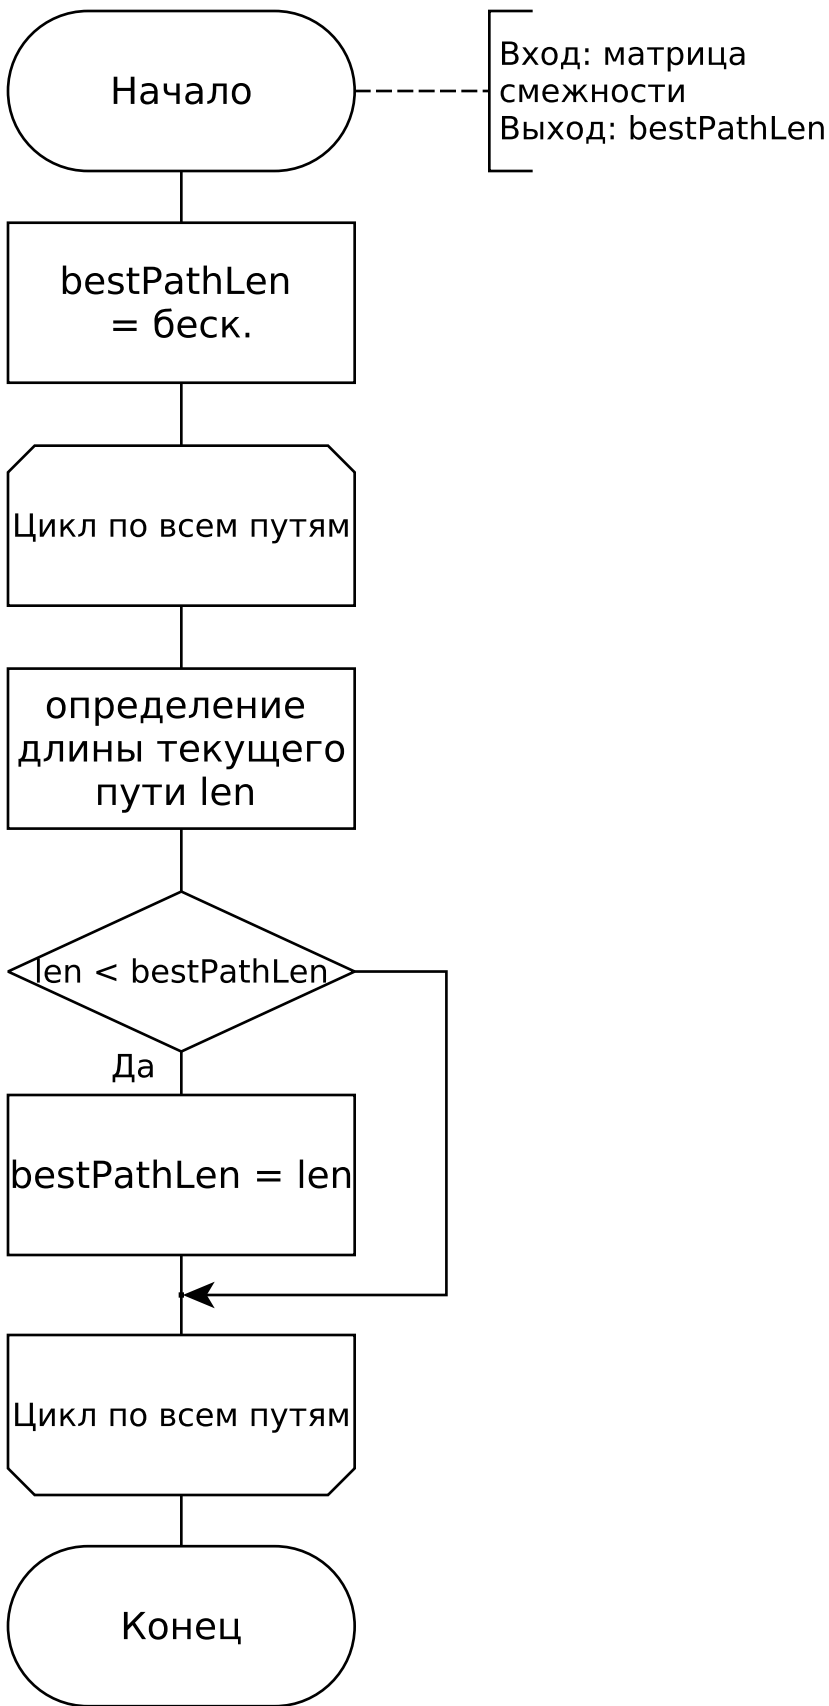 Начало
Вход: матрица
смежности
Выход: bestPathLen
bestPathLen
= беск.
Цикл по всем путям
определение
длины текущего
пути len
len < bestPathLen
Да
bestPathLen = len
Цикл по всем путям
Конец